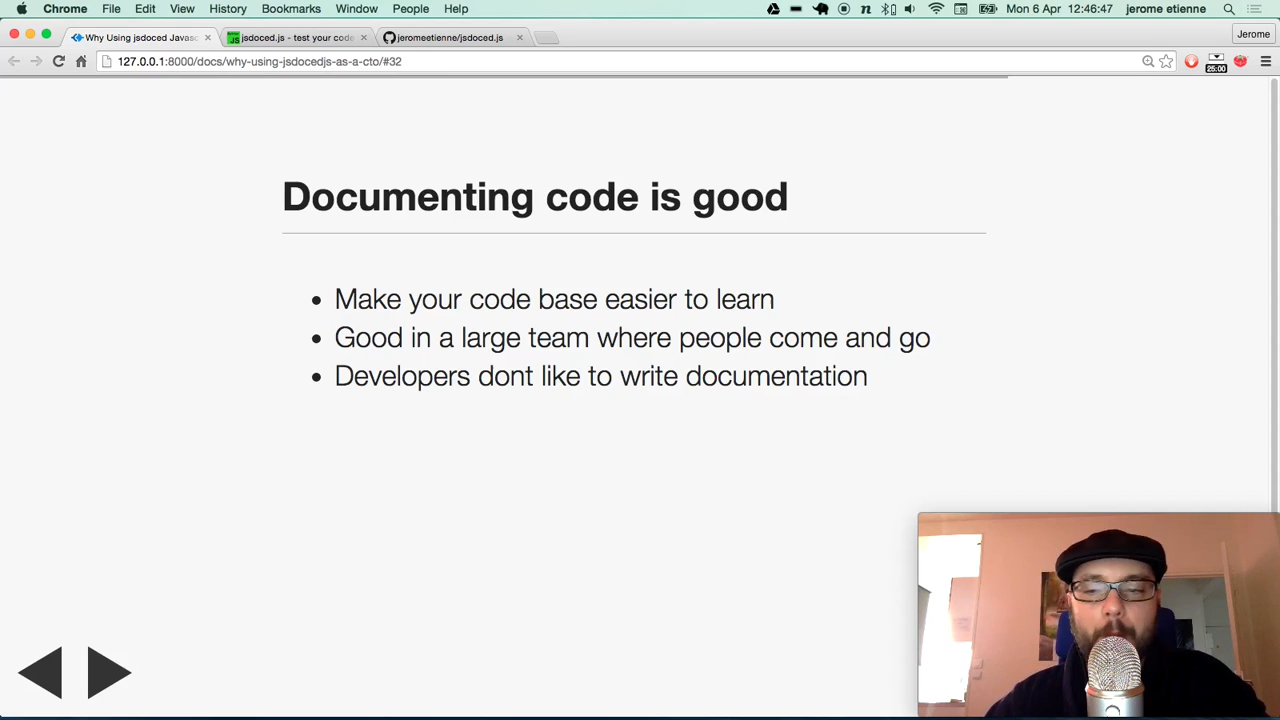 Chrome File Edit View History Bookmarks Window People Help Mon 6 Apr 12:46:47 jerome etienne
Why Using jsdoced Javasc jsdoced.js - test your code jeromeetienne/jsdoced.js Jerome
127.0.0.1:8000/docs/why-using-jsdocedjs-as-a-cto/#32 25:00
Documenting code is good
• Make your code base easier to learn
• Good in a large team where people come and go
• Developers dont like to write documentation